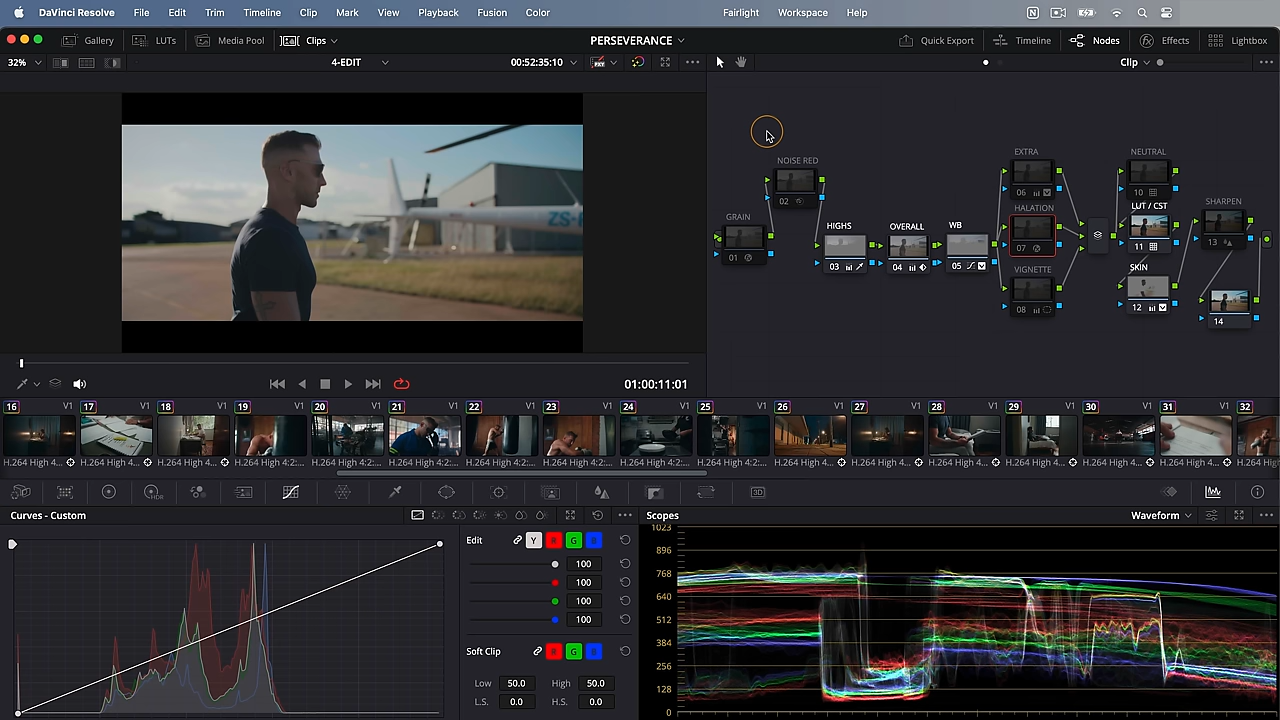 DaVinci Resolve File Edit Trim Timeline Clip Mark View Playback Fusion Color Fairlight Workspace Help
Gallery LUTs Media Pool Clips PERSEVERANCE Quick Export Timeline Nodes Effects Lightbox
32% 4-EDIT 00:52:35:10 Clip
ZS-
EXTRA NEUTRAL
NOISE RED
06 10
02
HALATION LUT / CST SHARPEN
GRAIN HIGHS OVERALL WB
07 11 13
01 03 04 05
VIGNETTE SKIN
08 12 14
01:00:11:01
16 V1 17 V1 18 V1 19 V1 20 V1 21 V1 22 V1 23 V1 24 V1 25 V1 26 V1 27 V1 28 V1 29 V1 30 V1 31 V1 32
H.264 High 4... H.264 High 4... H.264 High 4... H.264 High 4:2:... H.264 High 4:2:... H.264 High 4:2:... H.264 High 4:2:... H.264 High 4:2:... H.264 High 4:2:... H.264 High 4:2:... H.264 High 4... H.264 High 4... H.264 High 4... H.264 High 4... H.264 High 4... H.264 High 4... H.264 High
HDR 3D
Curves - Custom Scopes Waveform
Edit Y R G B
100
100
100
100
Soft Clip R G B
Low 50.0 High 50.0
L.S. 0.0 H.S. 0.0
1023
896
768
640
512
384
256
128
0